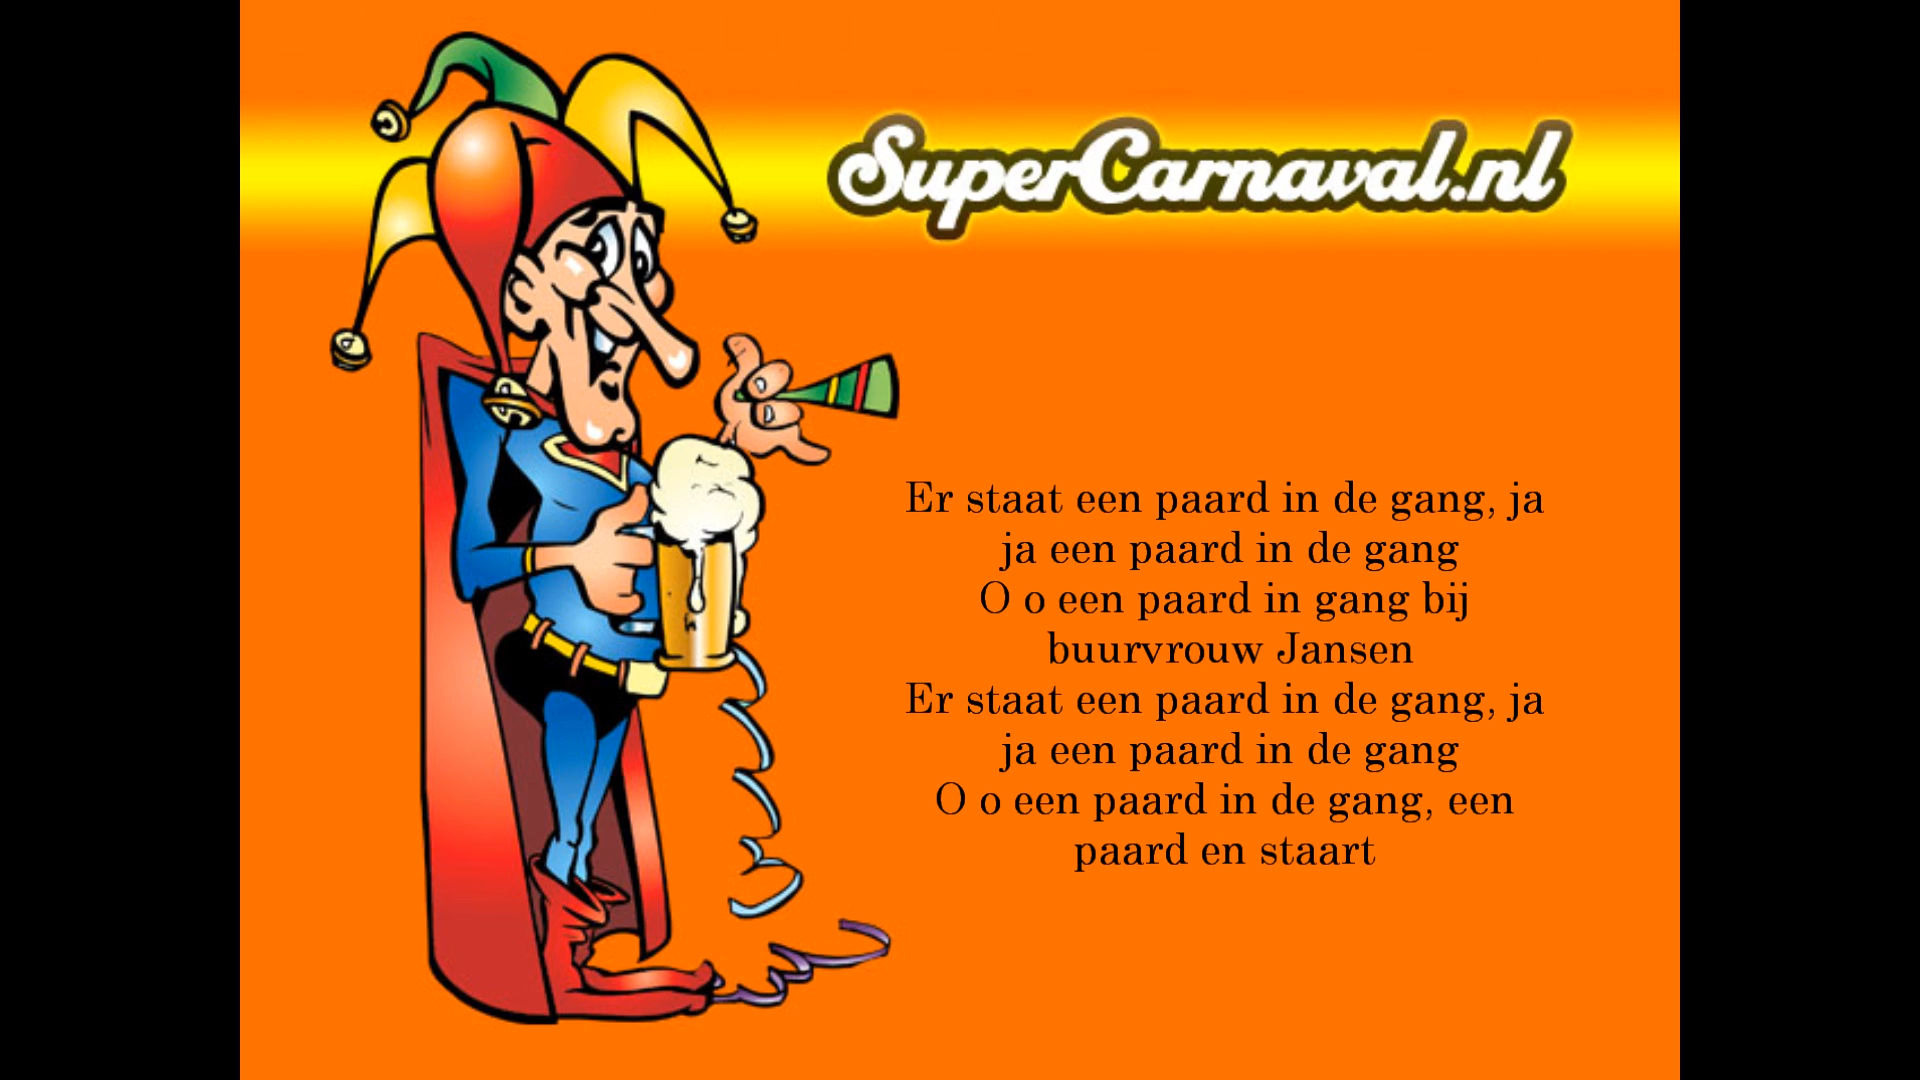 SuperCarnaval.nl
Er staat een paard in de gang, ja
ja een paard in de gang
O o een paard in gang bij
buurvrouw Jansen
Er staat een paard in de gang, ja
ja een paard in de gang
O o een paard in de gang, een
paard en staart